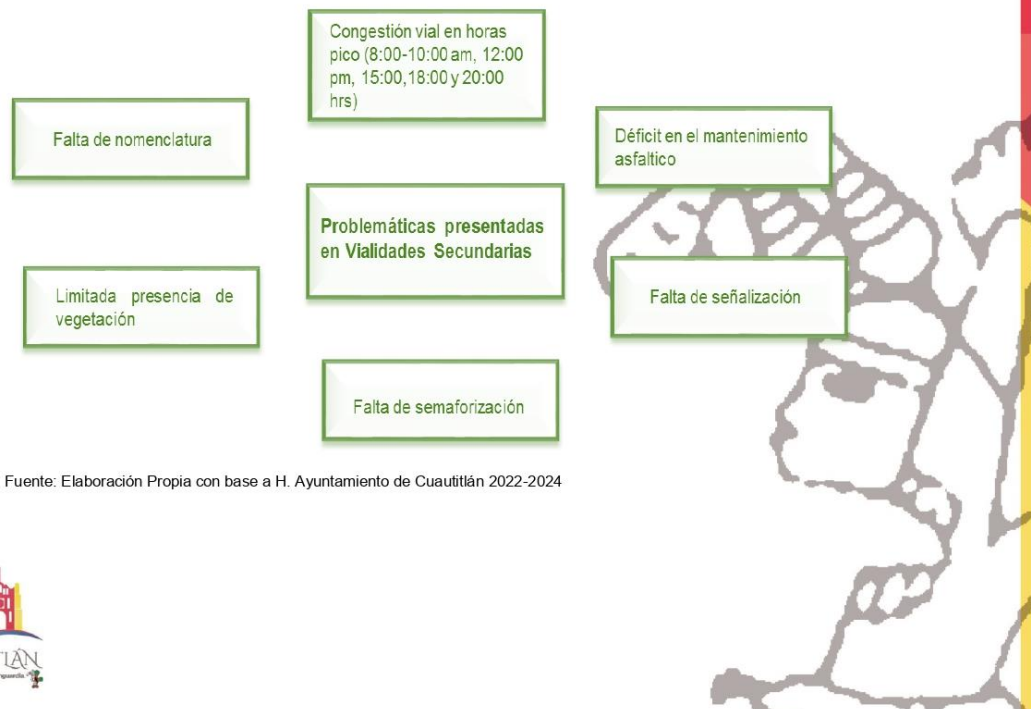 Congestión vial en horas
pico (8:00-10:00 am, 12:00
pm, 15:00,18:00 y 20:00
hrs)
Falta de nomenclatura
Déficit en el mantenimiento
asfaltico
Problemáticas presentadas
en Vialidades Secundarias
Limitada presencia de
vegetación
Falta de señalización
Falta de semaforización
Fuente: Elaboración Propia con base a H. Ayuntamiento de Cuautitlán 2022-2024
TLÁN